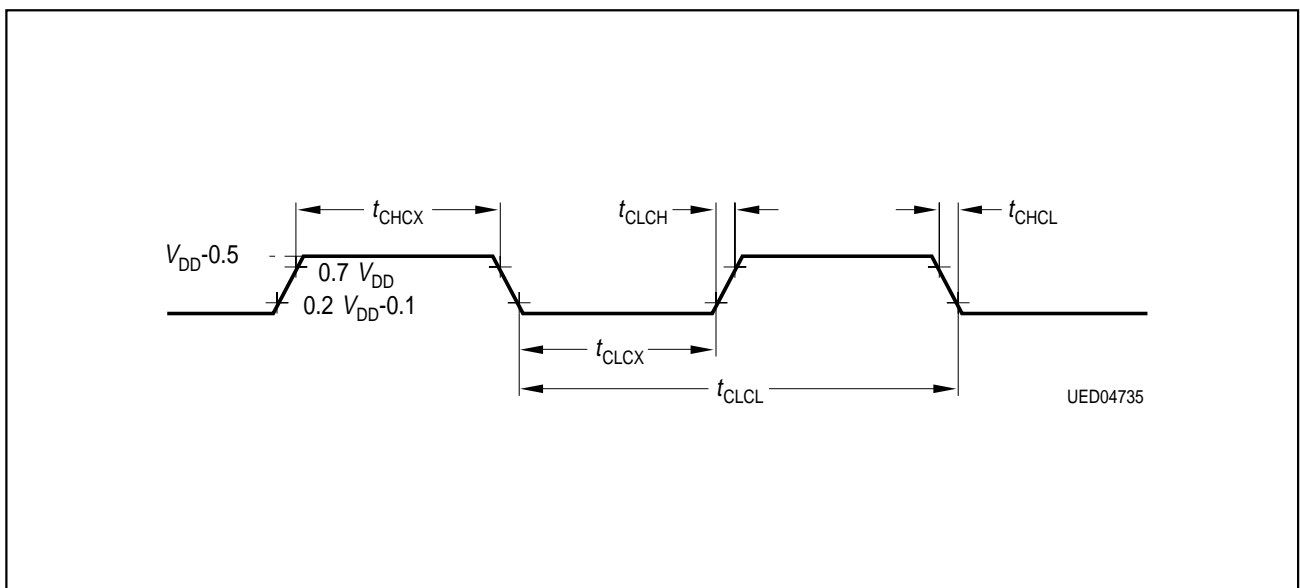 tCHCX
tCLCH
tCHCL
VDD-0.5
0.7 VDD
0.2 VDD-0.1
tCLCX
tCLCL
UED04735